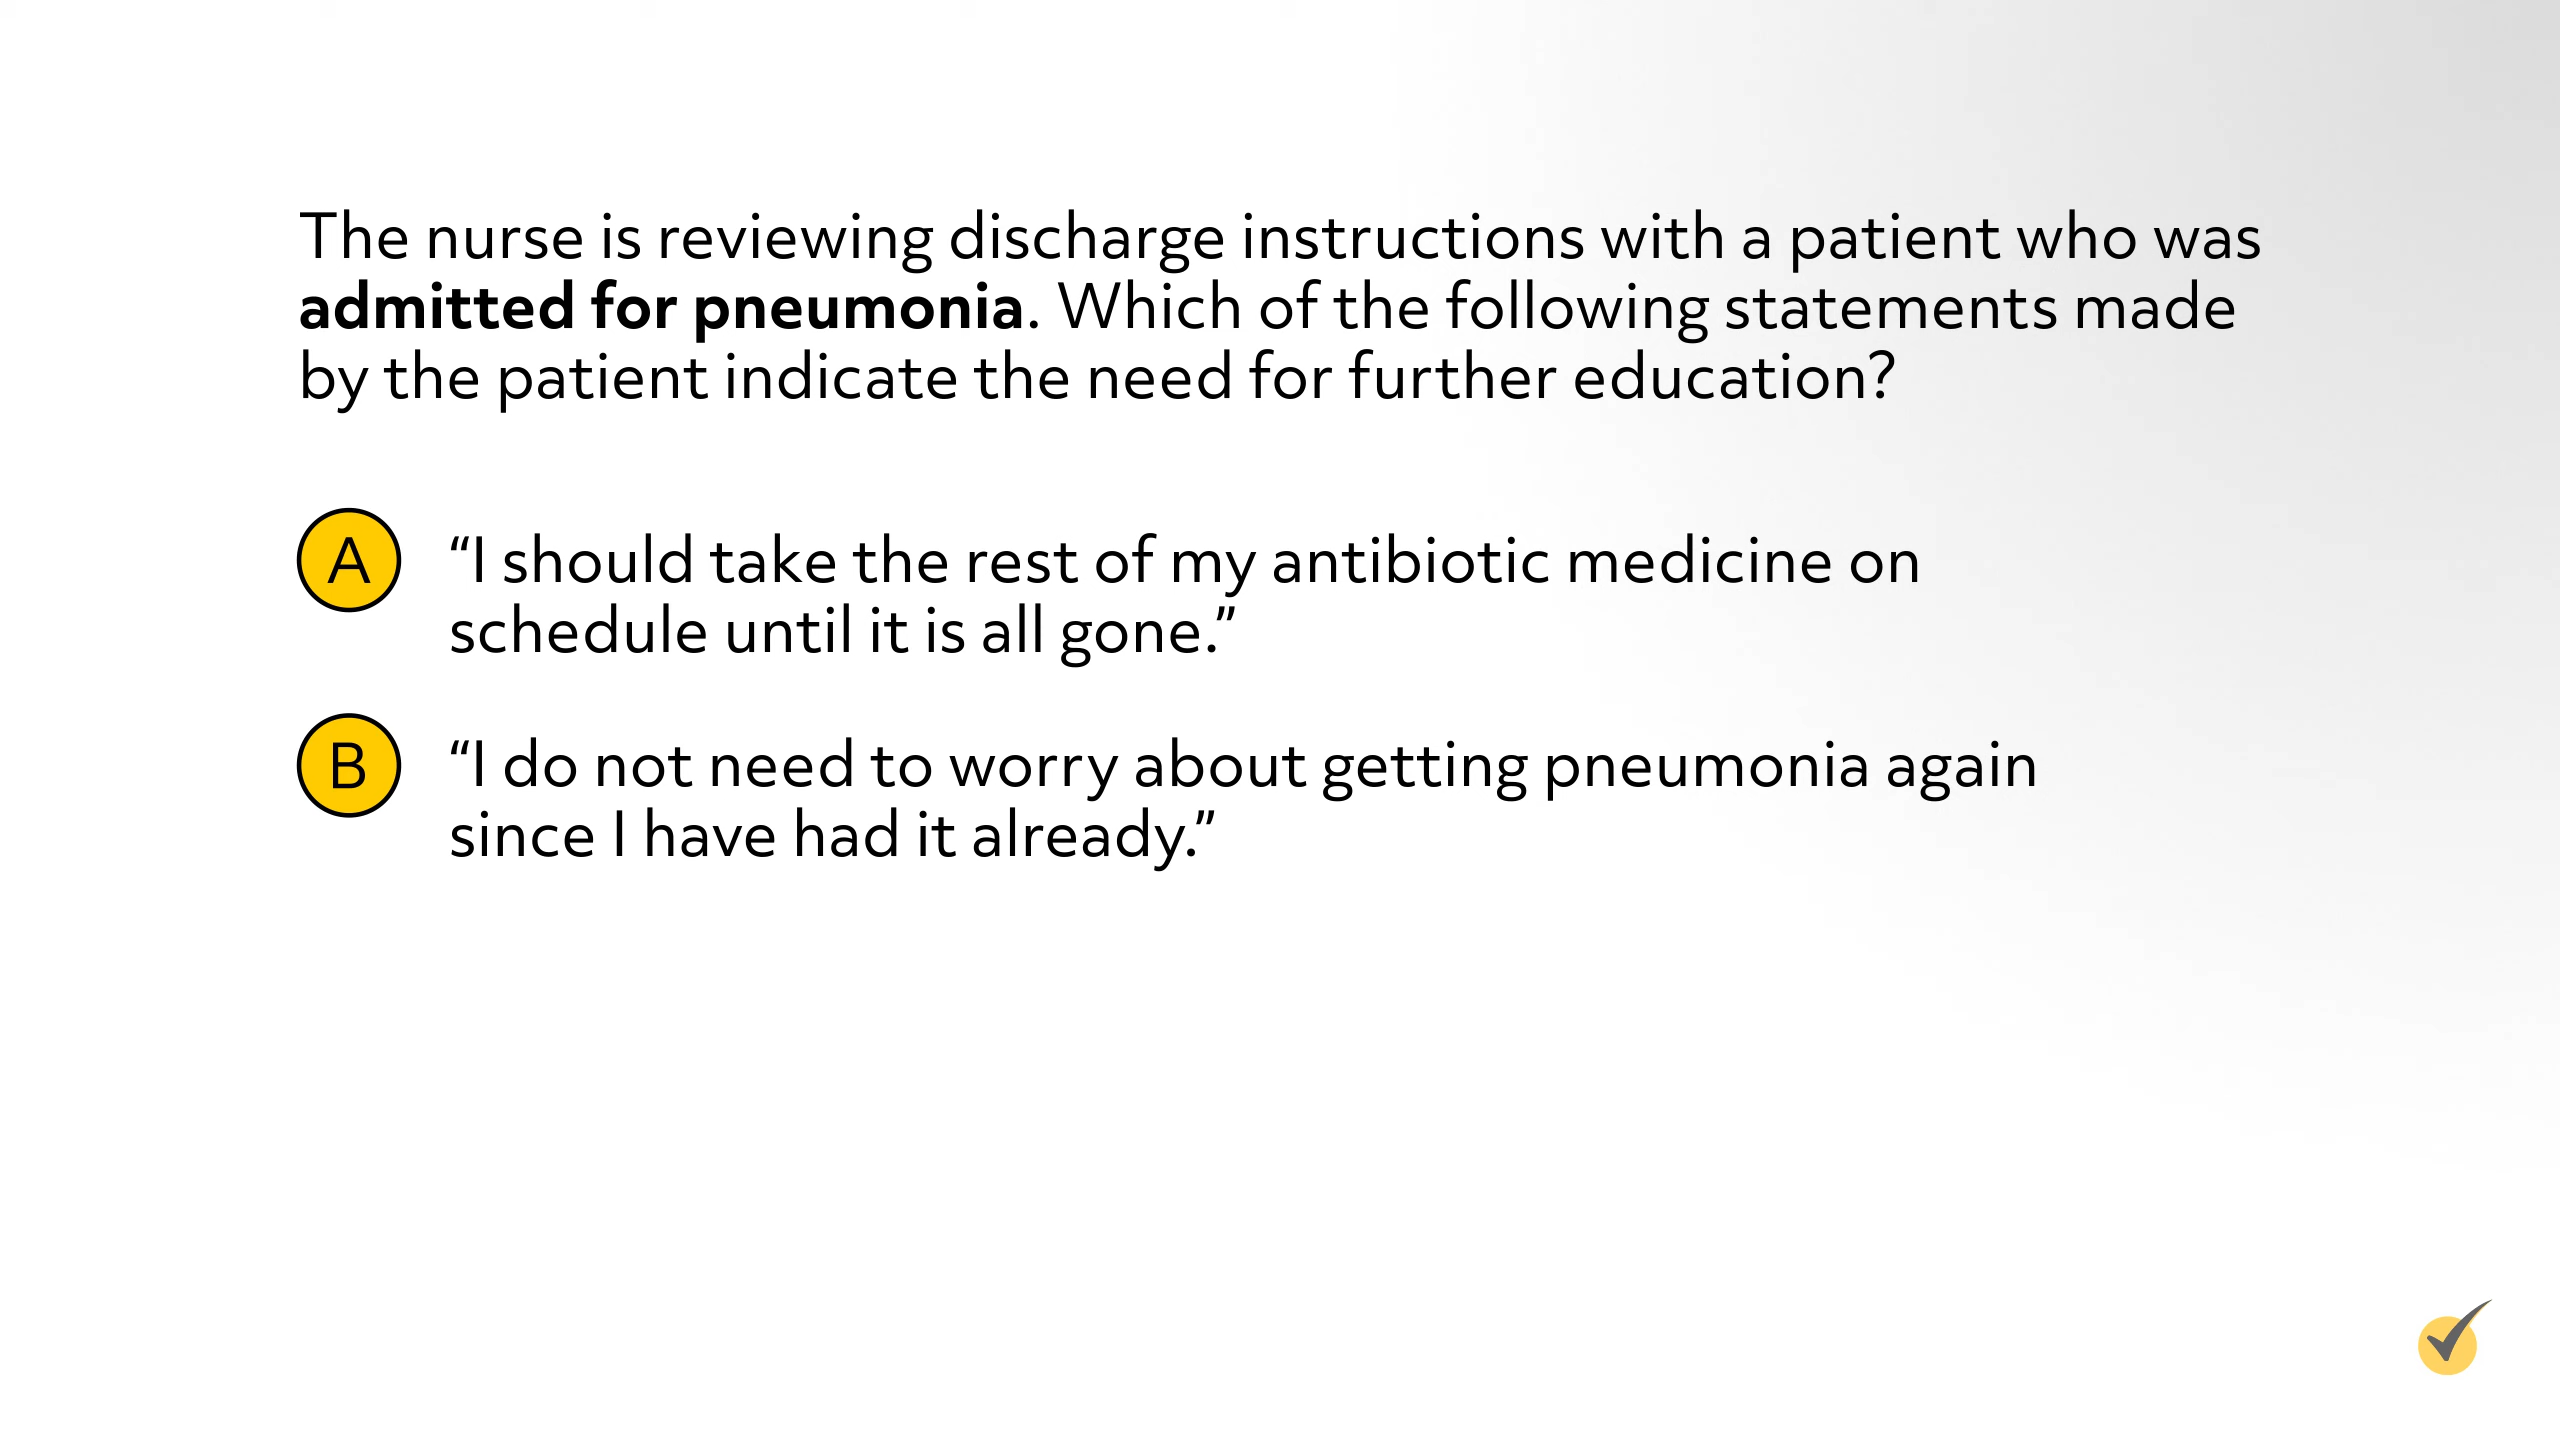 The nurse is reviewing discharge instructions with a patient who was
admitted for pneumonia. Which of the following statements made
by the patient indicate the need for further education?
A “I should take the rest of my antibiotic medicine on
schedule until it is all gone.”
B “I do not need to worry about getting pneumonia again
since I have had it already.”